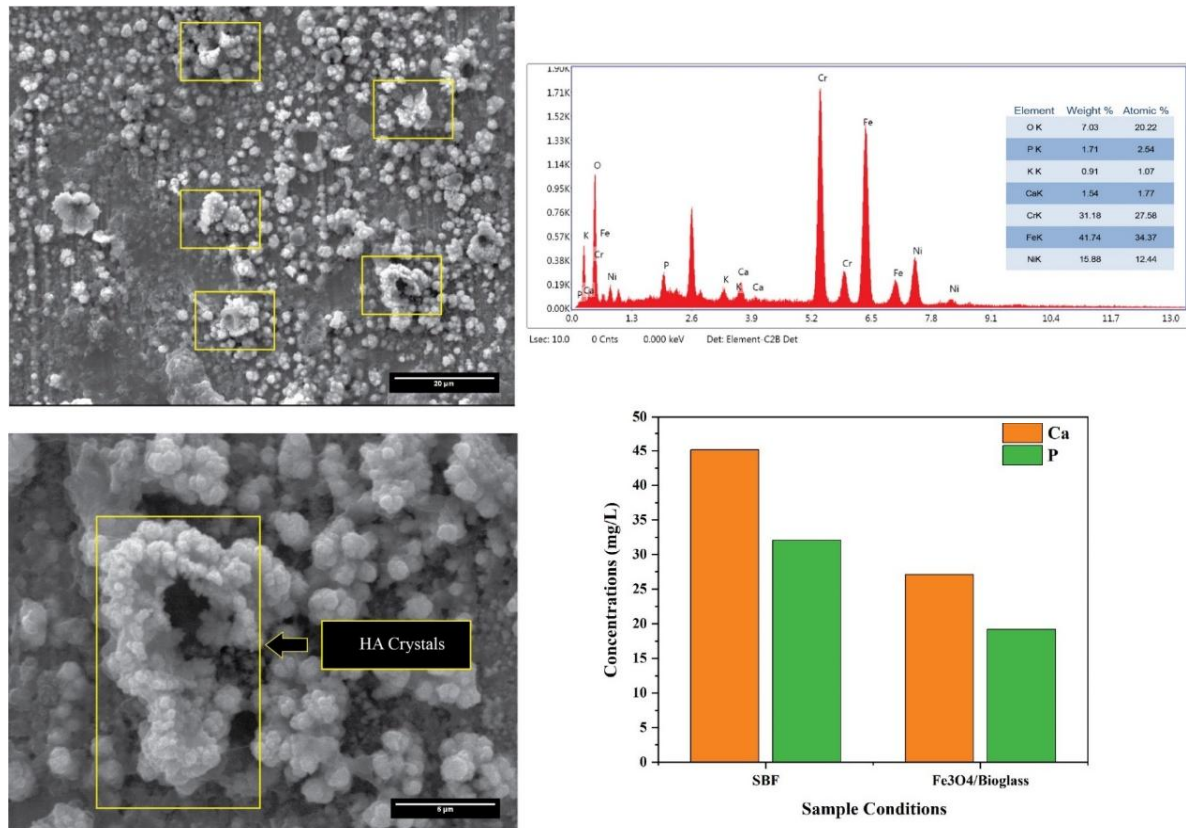 20 µm
1.90K
1.71K
1.52K
1.33K
1.14K
0.95K
0.76K
0.57K
0.38K
0.19K
0.00K
Cr
Fe
O
K
Fe
Cr
Ni
P
Ca
P
K
K
Ca
Ca
Cr
Fe
Ni
Ni
0.0 1.3 2.6 3.9 5.2 6.5 7.8 9.1 10.4 11.7 13.0
Lsec: 10.0 0 Cnts 0.000 keV Det: Element-C2B Det
Element Weight % Atomic %
O K 7.03 20.22
P K 1.71 2.54
K K 0.91 1.07
CaK 1.54 1.77
CrK 31.18 27.58
FeK 41.74 34.37
NiK 15.88 12.44
HA Crystals
5 µm
50
45
40
35
30
25
20
15
10
5
0
Concentrations (mg/L)
Ca
P
SBF Fe3O4/Bioglass
Sample Conditions